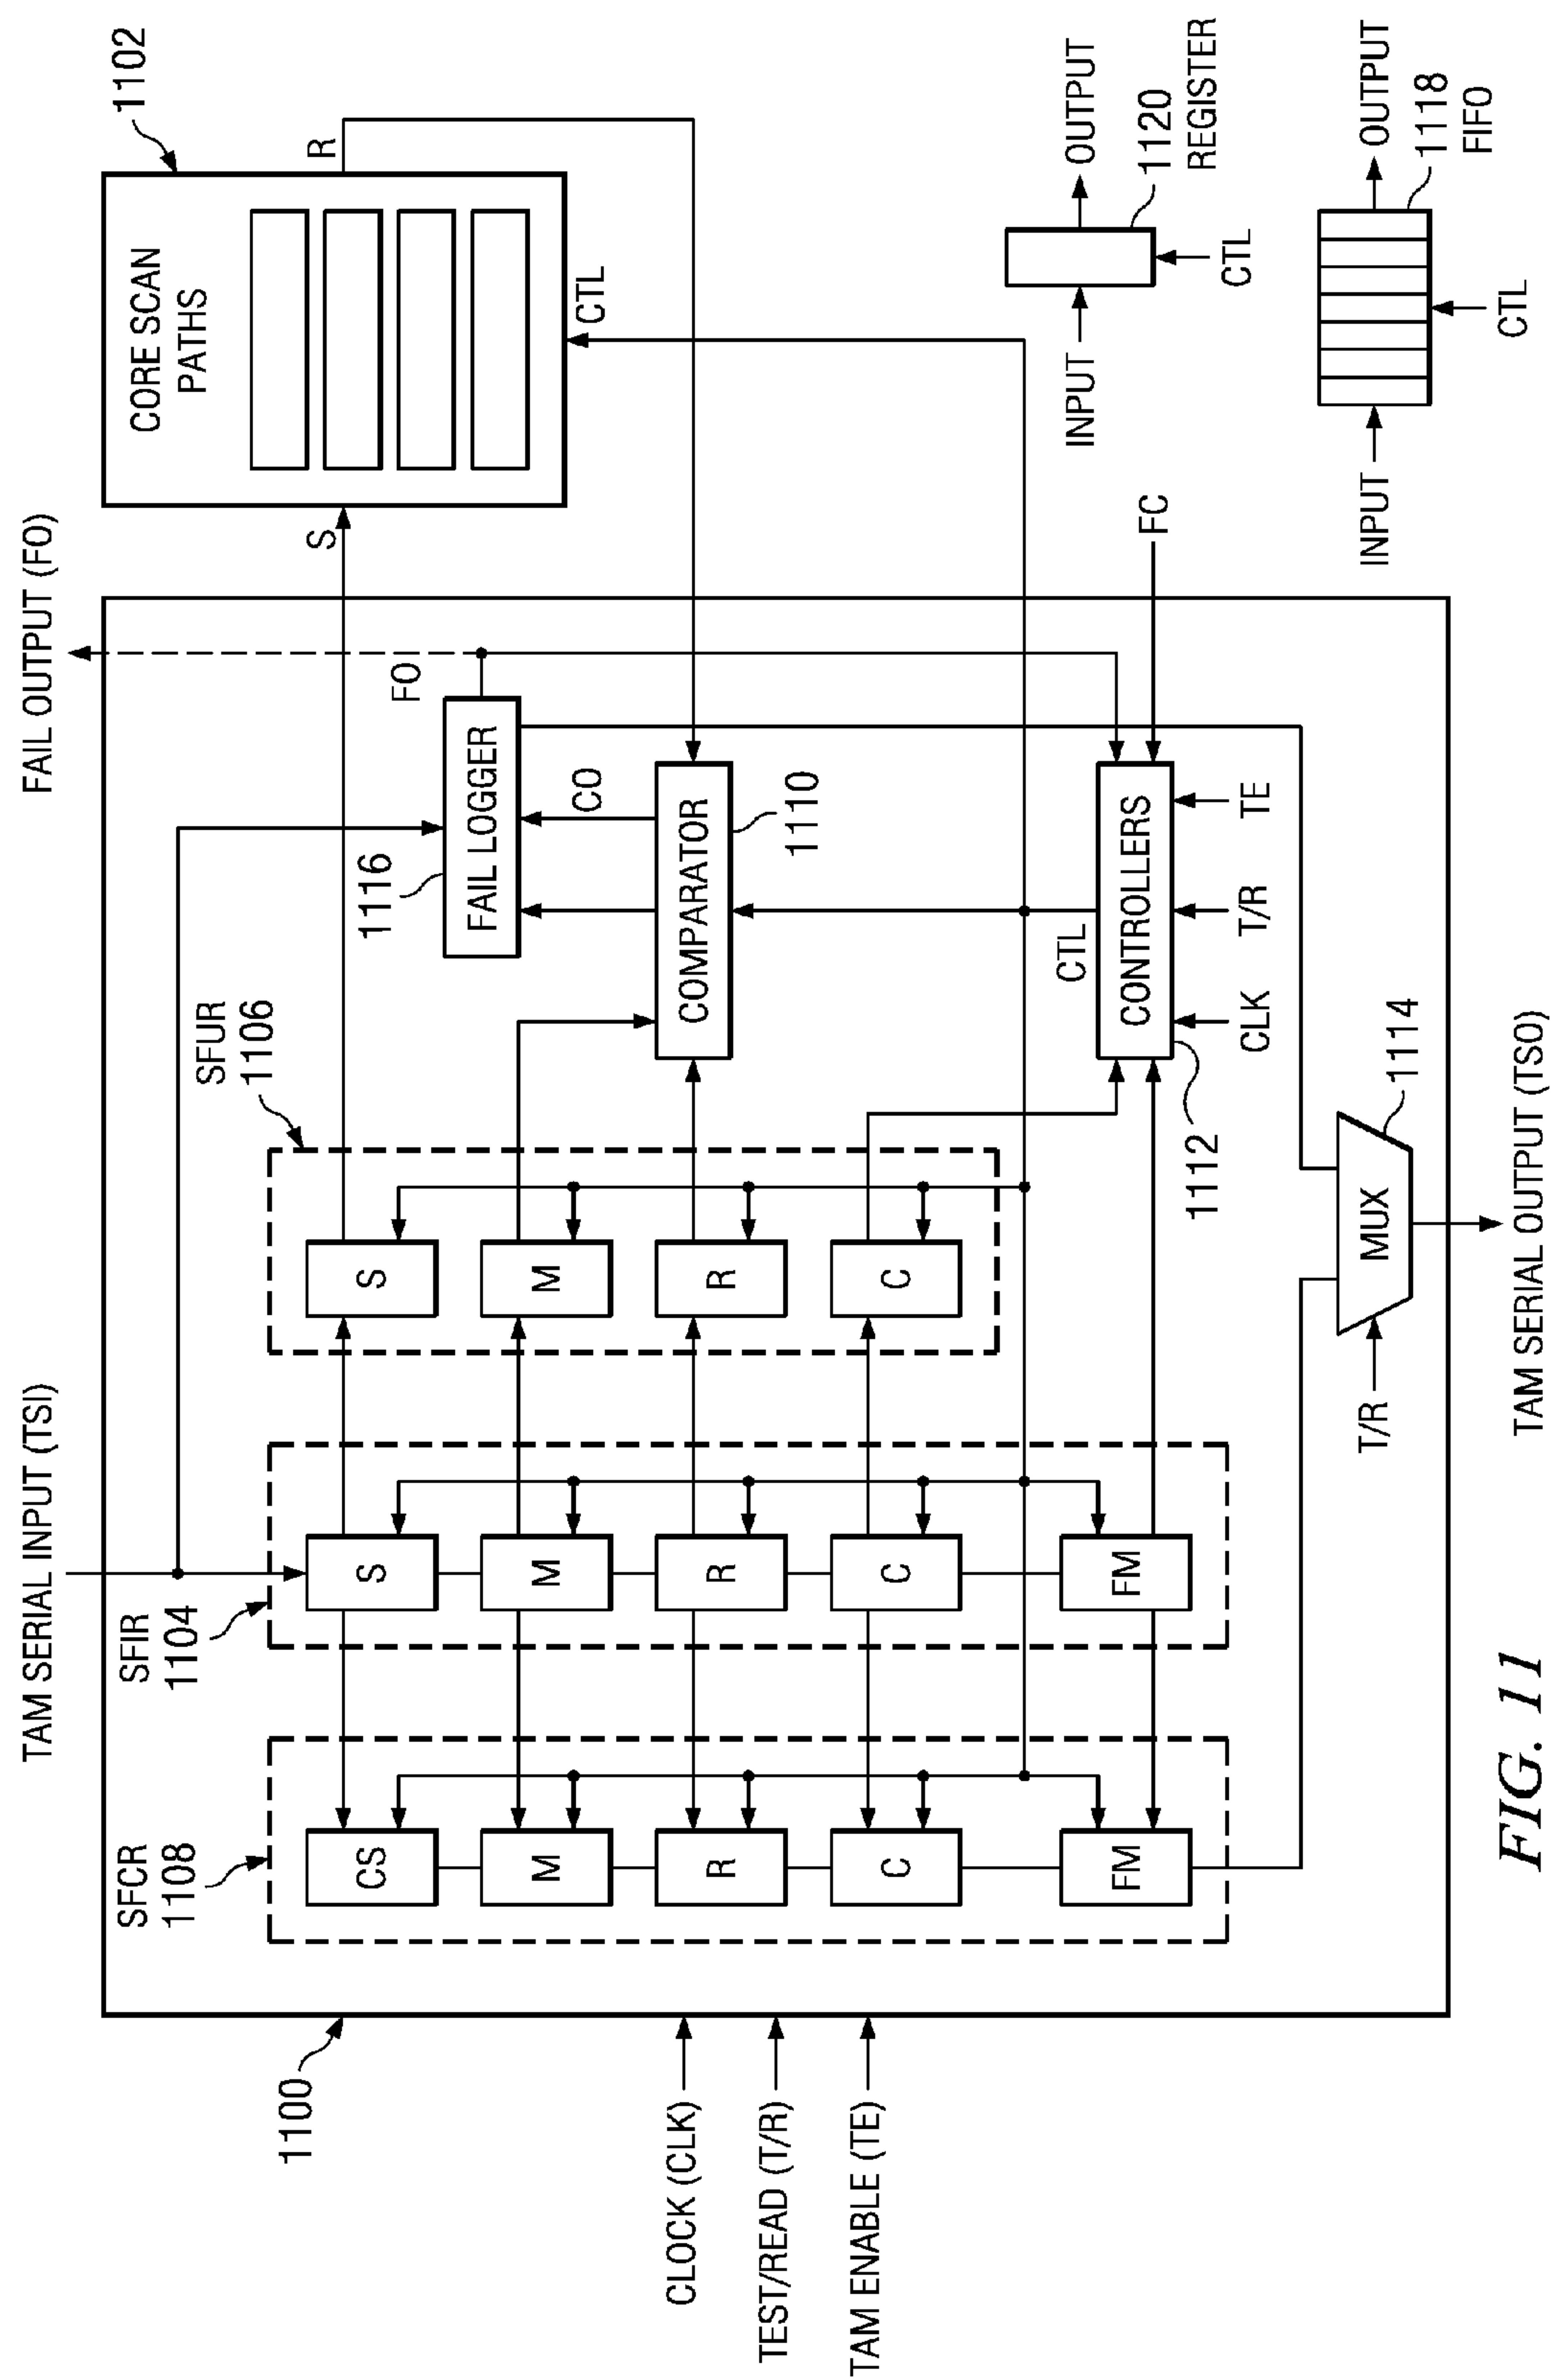 TAM SERIAL INPUT (TSI)
FAIL OUTPUT (FO)
1100
CLOCK (CLK)
TEST/READ (T/R)
TAM ENABLE (TE)
SFCR
1108
CS
M
R
C
FM
SFIR
1104
S
M
R
C
FM
SFUR
1106
S
M
R
C
1116
FAIL LOGGER
FO
CO
COMPARATOR
1110
CTL
CONTROLLERS
1112
CLK
T/R
TE
FC
T/R
MUX
1114
TAM SERIAL OUTPUT (TSO)
S
R
1102
CORE SCAN
PATHS
CTL
INPUT
OUTPUT
1120
REGISTER
CTL
INPUT
OUTPUT
1118
FIFO
CTL
FIG. 11